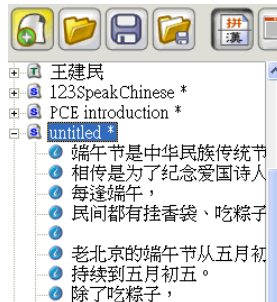 拼
漢
王建民
123SpeakChinese *
PCE introduction *
untitled *
端午节是中华民族传统节
相传是为了纪念爱国诗人
每逢端午，
民间都有挂香袋、吃粽子
老北京的端午节从五月初
持续到五月初五。
除了吃粽子，